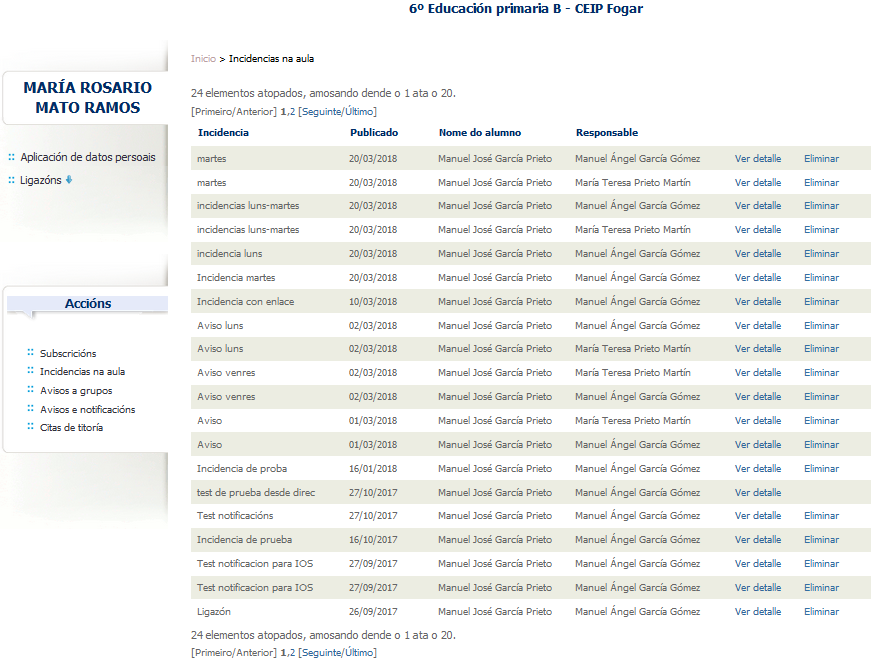 6º Educación primaria B - CEIP Fogar
Inicio > Incidencias na aula
MARÍA ROSARIO
MATO RAMOS
Aplicación de datos persoais
Ligazóns
Accións
Subscricións
Incidencias na aula
Avisos a grupos
Avisos e notificacións
Citas de titoría
24 elementos atopados, amosando dende o 1 ata o 20.
[Primeiro/Anterior] 1,2 [Seguinte/Último]
Incidencia Publicado Nome do alumno Responsable
martes 20/03/2018 Manuel José García Prieto Manuel Ángel García Gómez Ver detalle Eliminar
martes 20/03/2018 Manuel José García Prieto María Teresa Prieto Martín Ver detalle Eliminar
incidencias luns-martes 20/03/2018 Manuel José García Prieto Manuel Ángel García Gómez Ver detalle Eliminar
incidencias luns-martes 20/03/2018 Manuel José García Prieto María Teresa Prieto Martín Ver detalle Eliminar
incidencia luns 20/03/2018 Manuel José García Prieto Manuel Ángel García Gómez Ver detalle Eliminar
Incidencia martes 20/03/2018 Manuel José García Prieto Manuel Ángel García Gómez Ver detalle Eliminar
Incidencia con enlace 10/03/2018 Manuel José García Prieto Manuel Ángel García Gómez Ver detalle Eliminar
Aviso luns 02/03/2018 Manuel José García Prieto Manuel Ángel García Gómez Ver detalle Eliminar
Aviso luns 02/03/2018 Manuel José García Prieto María Teresa Prieto Martín Ver detalle Eliminar
Aviso venres 02/03/2018 Manuel José García Prieto María Teresa Prieto Martín Ver detalle Eliminar
Aviso venres 02/03/2018 Manuel José García Prieto Manuel Ángel García Gómez Ver detalle Eliminar
Aviso 01/03/2018 Manuel José García Prieto María Teresa Prieto Martín Ver detalle Eliminar
Aviso 01/03/2018 Manuel José García Prieto Manuel Ángel García Gómez Ver detalle Eliminar
Incidencia de proba 16/01/2018 Manuel José García Prieto Manuel Ángel García Gómez Ver detalle Eliminar
test de prueba desde direc 27/10/2017 Manuel José García Prieto Manuel Ángel García Gómez Ver detalle
Test notificacións 27/10/2017 Manuel José García Prieto Manuel Ángel García Gómez Ver detalle Eliminar
Incidencia de prueba 16/10/2017 Manuel José García Prieto Manuel Ángel García Gómez Ver detalle Eliminar
Test notificacion para IOS 27/09/2017 Manuel José García Prieto Manuel Ángel García Gómez Ver detalle Eliminar
Test notificacion para IOS 27/09/2017 Manuel José García Prieto Manuel Ángel García Gómez Ver detalle Eliminar
Ligazón 26/09/2017 Manuel José García Prieto Manuel Ángel García Gómez Ver detalle Eliminar
24 elementos atopados, amosando dende o 1 ata o 20.
[Primeiro/Anterior] 1,2 [Seguinte/Último]